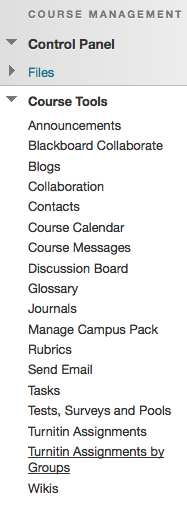 COURSE MANAGEMENT
Control Panel
Files
Course Tools
Announcements
Blackboard Collaborate
Blogs
Collaboration
Contacts
Course Calendar
Course Messages
Discussion Board
Glossary
Journals
Manage Campus Pack
Rubrics
Send Email
Tasks
Tests, Surveys and Pools
Turnitin Assignments
Turnitin Assignments by
Groups
Wikis